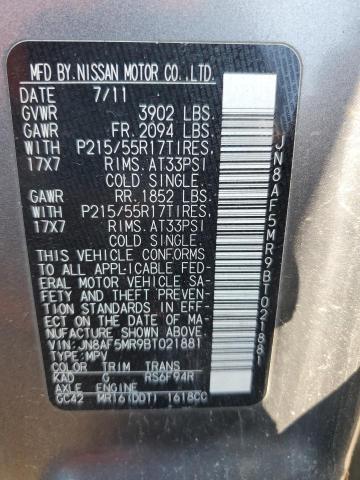 MFD BY NISSAN MOTOR CO., LTD.
DATE 7/11
GVWR 3902 LBS.
GAWR FR. 2094 LBS.
WITH P215/55R17TIRES,
17X7 RIMS. AT33PSI
COLD SINGLE.
GAWR RR. 1852 LBS.
WITH P215/55R17TIRES,
17X7 RIMS. AT33PSI
COLD SINGLE.
THIS VEHICLE CONFORMS
TO ALL APPLICABLE FED-
ERAL MOTOR VEHICLE SA-
FETY AND THEFT PREVEN-
TION STANDARDS IN EFF-
ECT ON THE DATE OF MA-
NUFACTURE SHOWN ABOVE.
VIN:JN8AF5MR9BT021881
TYPE:MPV
COLOR TRIM TRANS
KAD G RS6F94R
AXLE ENGINE
GC42 MR16(DDT) 1618CC
JN8AF5MR9BT021881